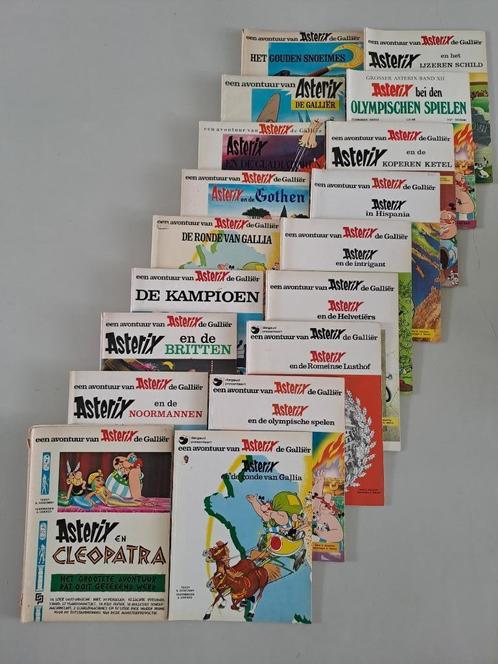 een avontuur van Asterix de Galliër
HET GOUDEN SNOEIMES
een avontuur van Asterix
DE GALLIËR
een avontuur van Asterix de Galliër
Asterix
EN DE GLADIATOREN
een avontuur van Asterix de Galliër
Asterix en de Gothen
een avontuur van Asterix de Galliër
DE RONDE VAN GALLIA
een avontuur van Asterix de Galliër
DE KAMPIOEN
een avontuur van Asterix de Galliër
Asterix en de
BRITTEN
een avontuur van Asterix de Galliër
Asterix en de
NOORMANNEN
een avontuur van Asterix de Galliër
Asterix EN
CLEOPATRA
HET GROOTSTE AVONTUUR
DAT OOIT GETEKEND WERD
een avontuur van Asterix de Galliër
Asterix
en het
IJZEREN SCHILD
GROSSER ASTERIX-BAND XII
Asterix bei den
OLYMPISCHEN SPIELEN
een avontuur van Asterix de Galliër
Asterix
en de
KOPEREN KETEL
een avontuur van Asterix de Galliër
Asterix
in Hispania
een avontuur van Asterix de Galliër
Asterix
en de intrigant
een avontuur van Asterix de Galliër
Asterix
en de Helvetiërs
dargaud presenteert
een avontuur van Asterix de Galliër
Asterix
en de Romeinse Lusthof
dargaud presenteert
een avontuur van Asterix de Galliër
Asterix
en de olympische spelen
dargaud presenteert
een avontuur van Asterix de Galliër
Asterix
en de ronde van Gallia